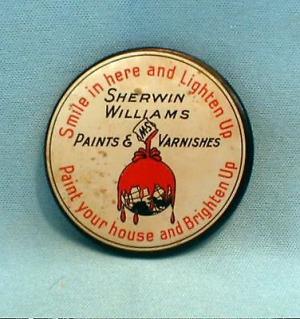 Smile in here and Lighten Up
SHERWIN
WILLIAMS
PAINTS & VARNISHES
SWP
Paint your house and Brighten Up